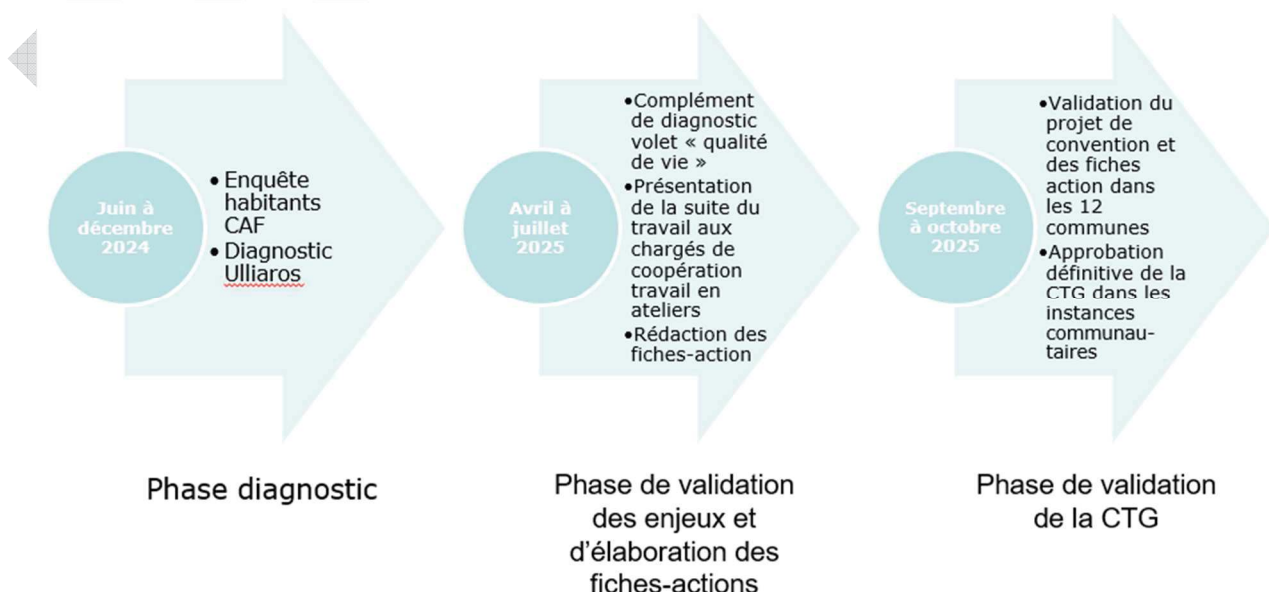 Juin à
décembre
2024
• Enquête
habitants
CAF
• Diagnostic
Ulliaros
Phase diagnostic
Avril à
juillet
2025
•Complément
de diagnostic
volet « qualité
de vie »
•Présentation
de la suite du
travail aux
chargés de
coopération
travail en
ateliers
•Rédaction des
fiches-action
Phase de validation
des enjeux et
d'élaboration des
fiches-actions
Septembre
à octobre
2025
•Validation du
projet de
convention et
des fiches
action dans
les 12
communes
•Approbation
définitive de la
CTG dans les
instances
communau-
taires
Phase de validation
de la CTG